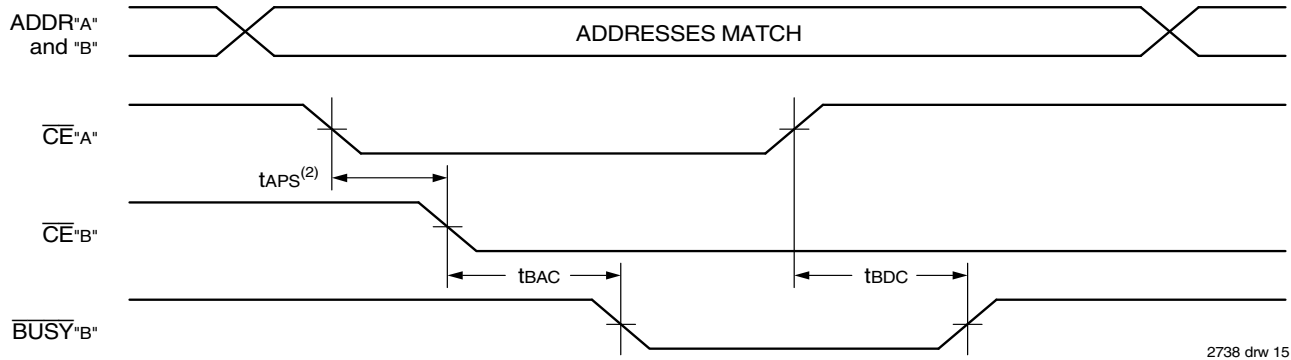 ADDR"A"
and "B"
ADDRESSES MATCH
CE"A"
tAPS(2)
CE"B"
tBAC
tBDC
BUSY"B"
2738 drw 15